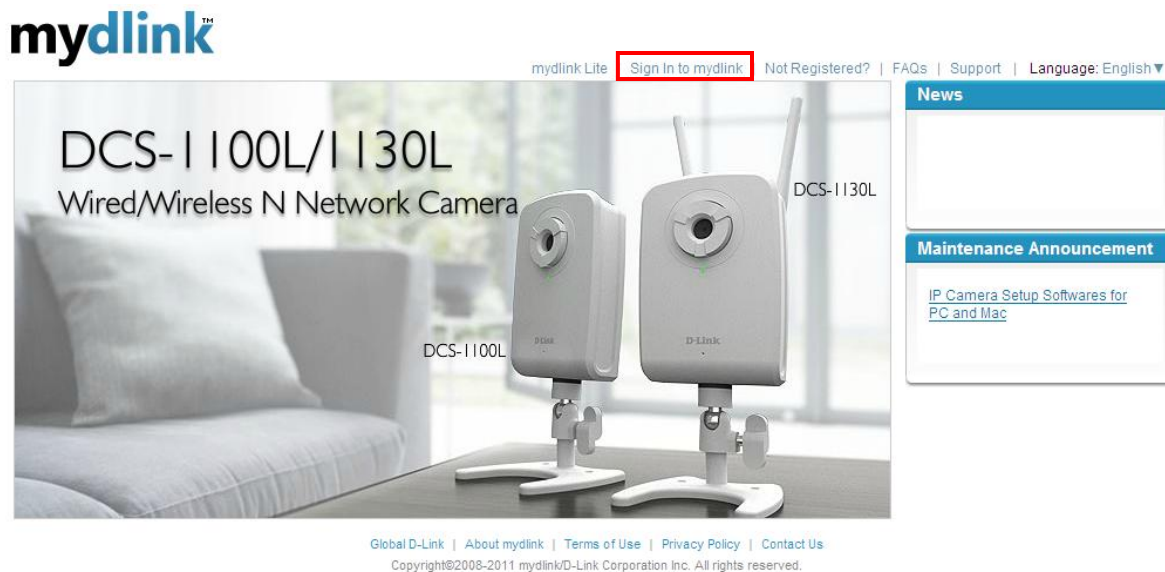 mydlink™
mydlink Lite Sign In to mydlink Not Registered? | FAQs | Support | Language: English▼
DCS-1100L/1130L
Wired/Wireless N Network Camera
DCS-1130L
DCS-1100L
D-Link
D-Link
News
Maintenance Announcement
IP Camera Setup Softwares for
PC and Mac
Global D-Link | About mydlink | Terms of Use | Privacy Policy | Contact Us
Copyright©2008-2011 mydlink/D-Link Corporation Inc. All rights reserved.